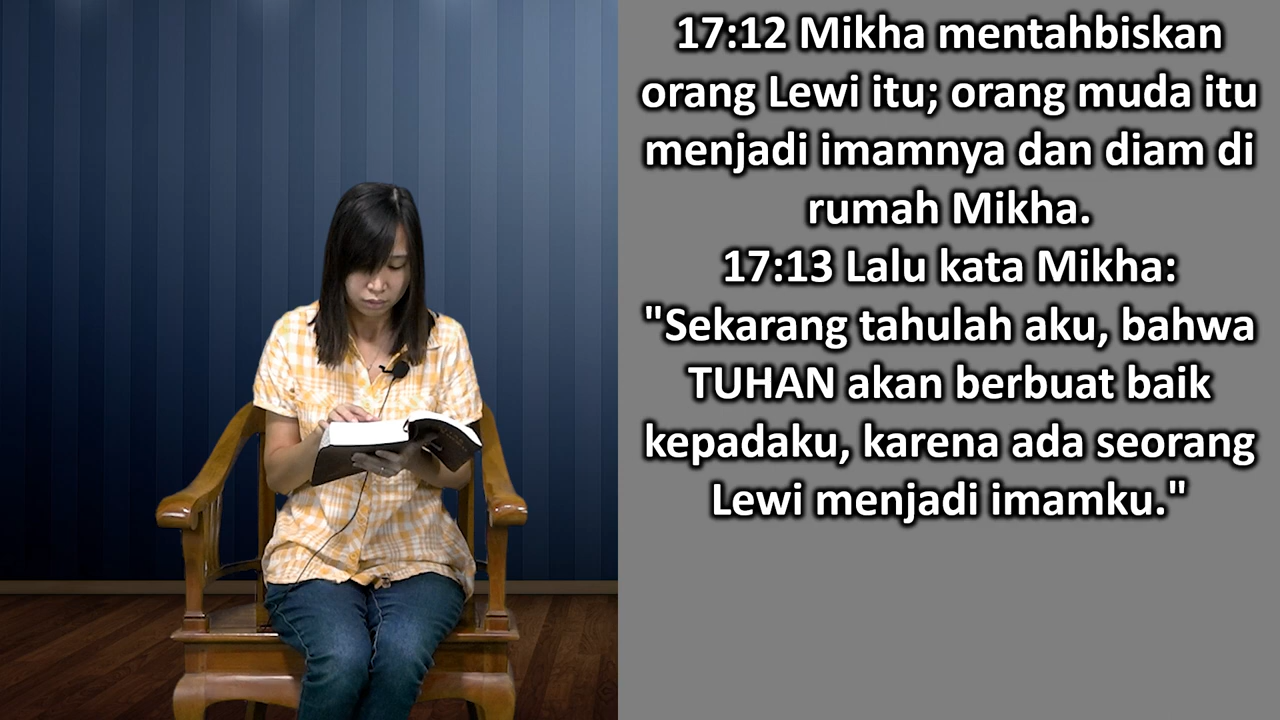 17:12 Mikha mentahbiskan
orang Lewi itu; orang muda itu
menjadi imamnya dan diam di
rumah Mikha.
17:13 Lalu kata Mikha:
"Sekarang tahulah aku, bahwa
TUHAN akan berbuat baik
kepadaku, karena ada seorang
Lewi menjadi imamku."